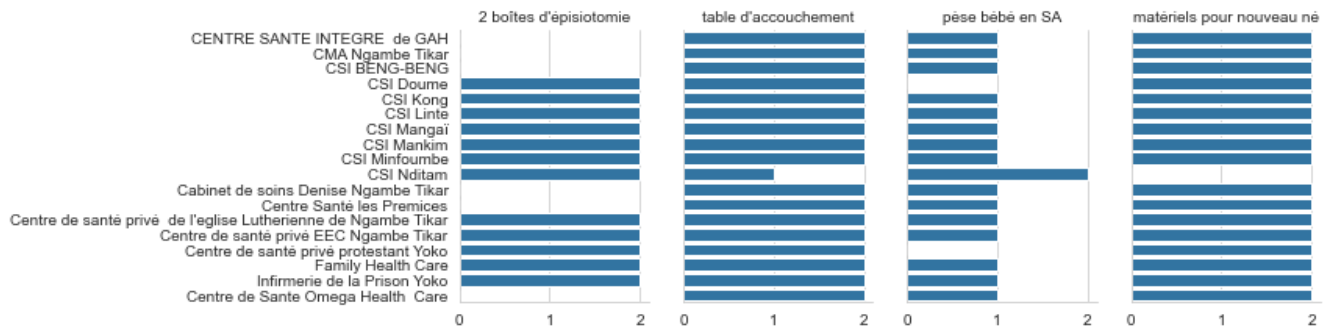 2 boîtes d'épisiotomie
table d'accouchement
pèse bébé en SA
matériels pour nouveau né
CENTRE SANTE INTEGRE  de GAH
CMA Ngambe Tikar
CSI BENG-BENG
CSI Doume
CSI Kong
CSI Linte
CSI Mangaï
CSI Mankim
CSI Minfoumbe
CSI Nditam
Cabinet de soins Denise Ngambe Tikar
Centre Santé les Premices
Centre de santé privé  de l'eglise Lutherienne de Ngambe Tikar
Centre de santé privé EEC Ngambe Tikar
Centre de santé privé protestant Yoko
Family Health Care
Infirmerie de la Prison Yoko
Centre de Sante Omega Health  Care
0 1 2 0 1 2 0 1 2 0 1 2